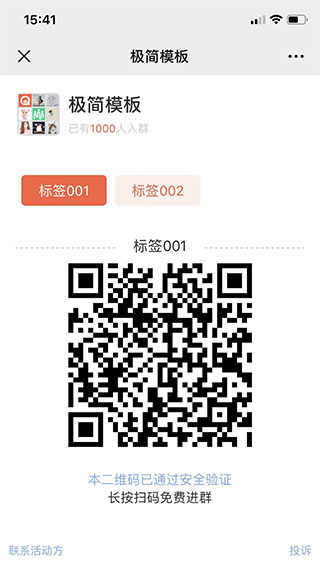 15:41
极简模板
极简模板
已有1000人入群
标签001
标签002
标签001
本二维码已通过安全验证
长按扫码免费进群
联系活动方
投诉